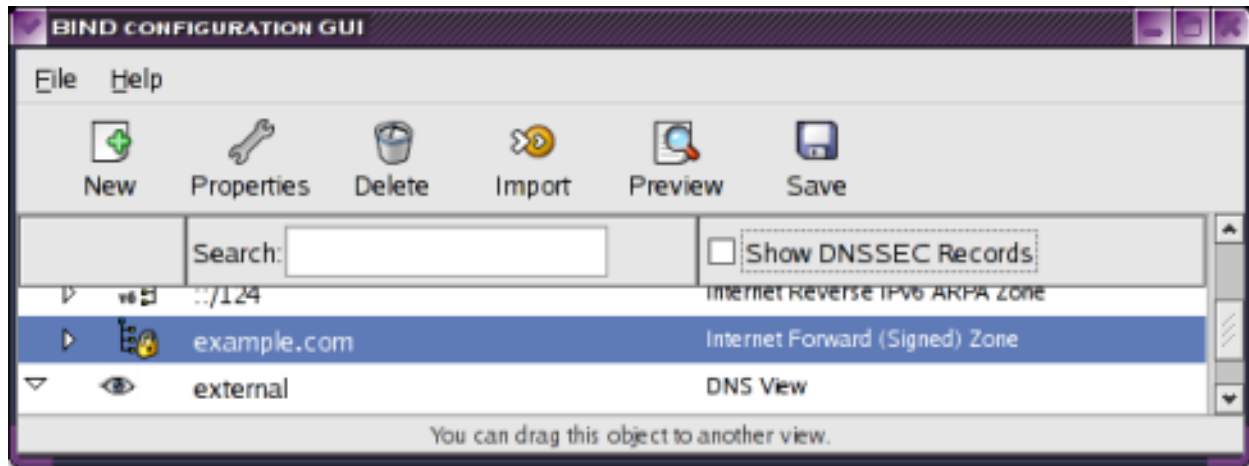 BIND CONFIGURATION GUI
File Help
New Properties Delete Import Preview Save
Search: Show DNSSEC Records
v6 ::/124 Internet Reverse IPv6 ARPA Zone
example.com Internet Forward (Signed) Zone
external DNS View
You can drag this object to another view.